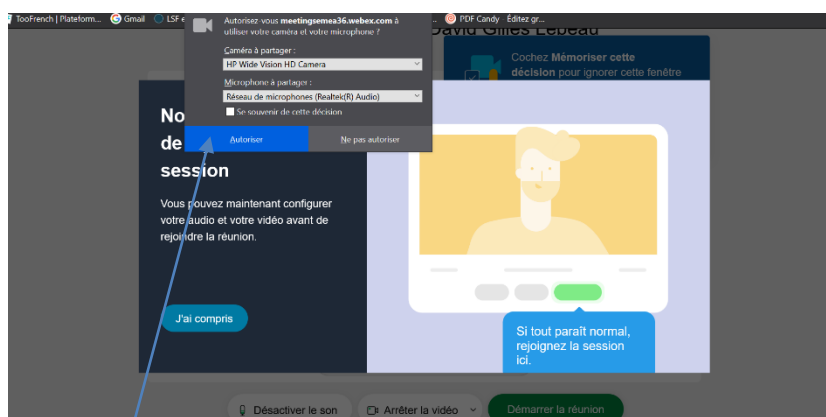 TooFrench | Plateform...
Gmail
LSF e
PDF Candy Éditez gr...
David Gilles Lebeau
Autorisez-vous meetingsemea36.webex.com à
utiliser votre caméra et votre microphone ?
Caméra à partager :
HP Wide Vision HD Camera
Microphone à partager :
Réseau de microphones (Realtek(R) Audio)
Se souvenir de cette décision
Autoriser
Ne pas autoriser
Cochez Mémoriser cette
décision pour ignorer cette fenêtre
No
de
session
Vous pouvez maintenant configurer
votre audio et votre vidéo avant de
rejoindre la réunion.
J'ai compris
Si tout paraît normal,
rejoignez la session
ici.
Désactiver le son
Arrêter la vidéo
Démarrer la réunion